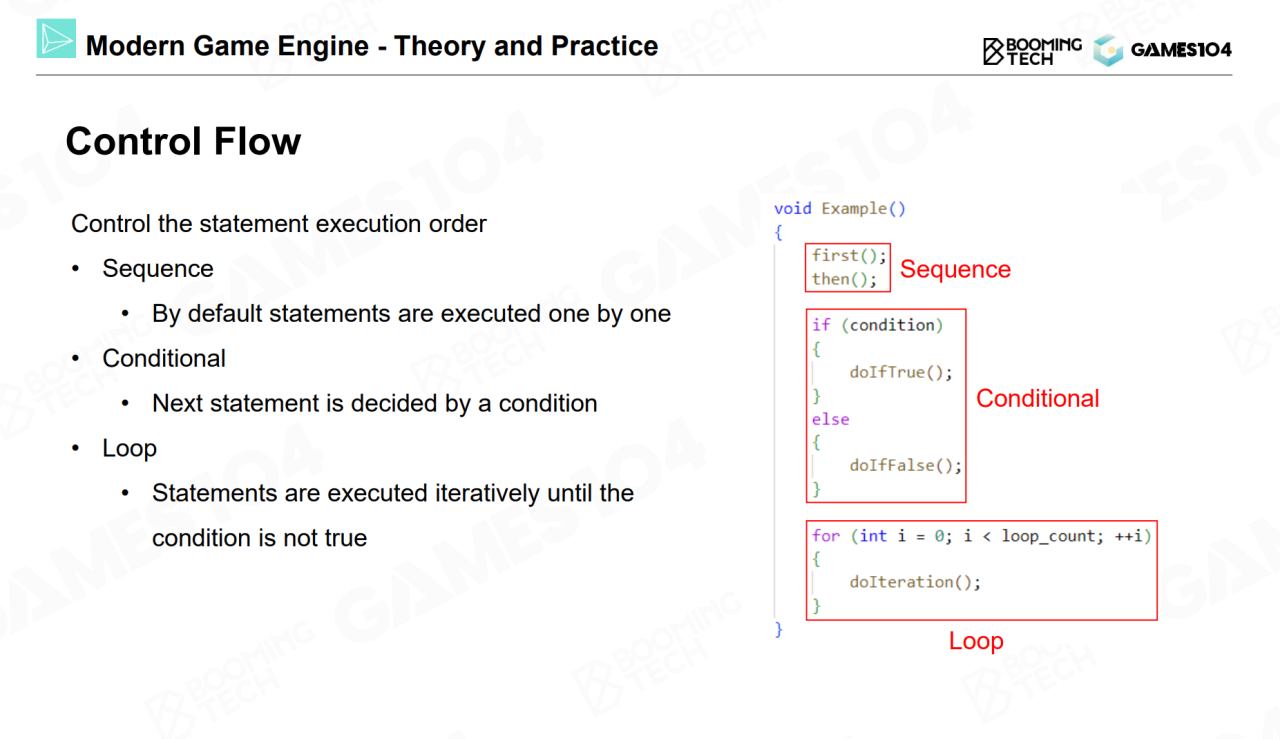 Modern Game Engine - Theory and Practice
BOOMING
TECH
GAMES104
Control Flow
Control the statement execution order
• Sequence
• By default statements are executed one by one
• Conditional
• Next statement is decided by a condition
• Loop
• Statements are executed iteratively until the
condition is not true
void Example()
{
first();
then();
Sequence
if (condition)
{
doIfTrue();
}
else
{
doIfFalse();
}
Conditional
for (int i = 0; i < loop_count; ++i)
{
doIteration();
}
}
Loop